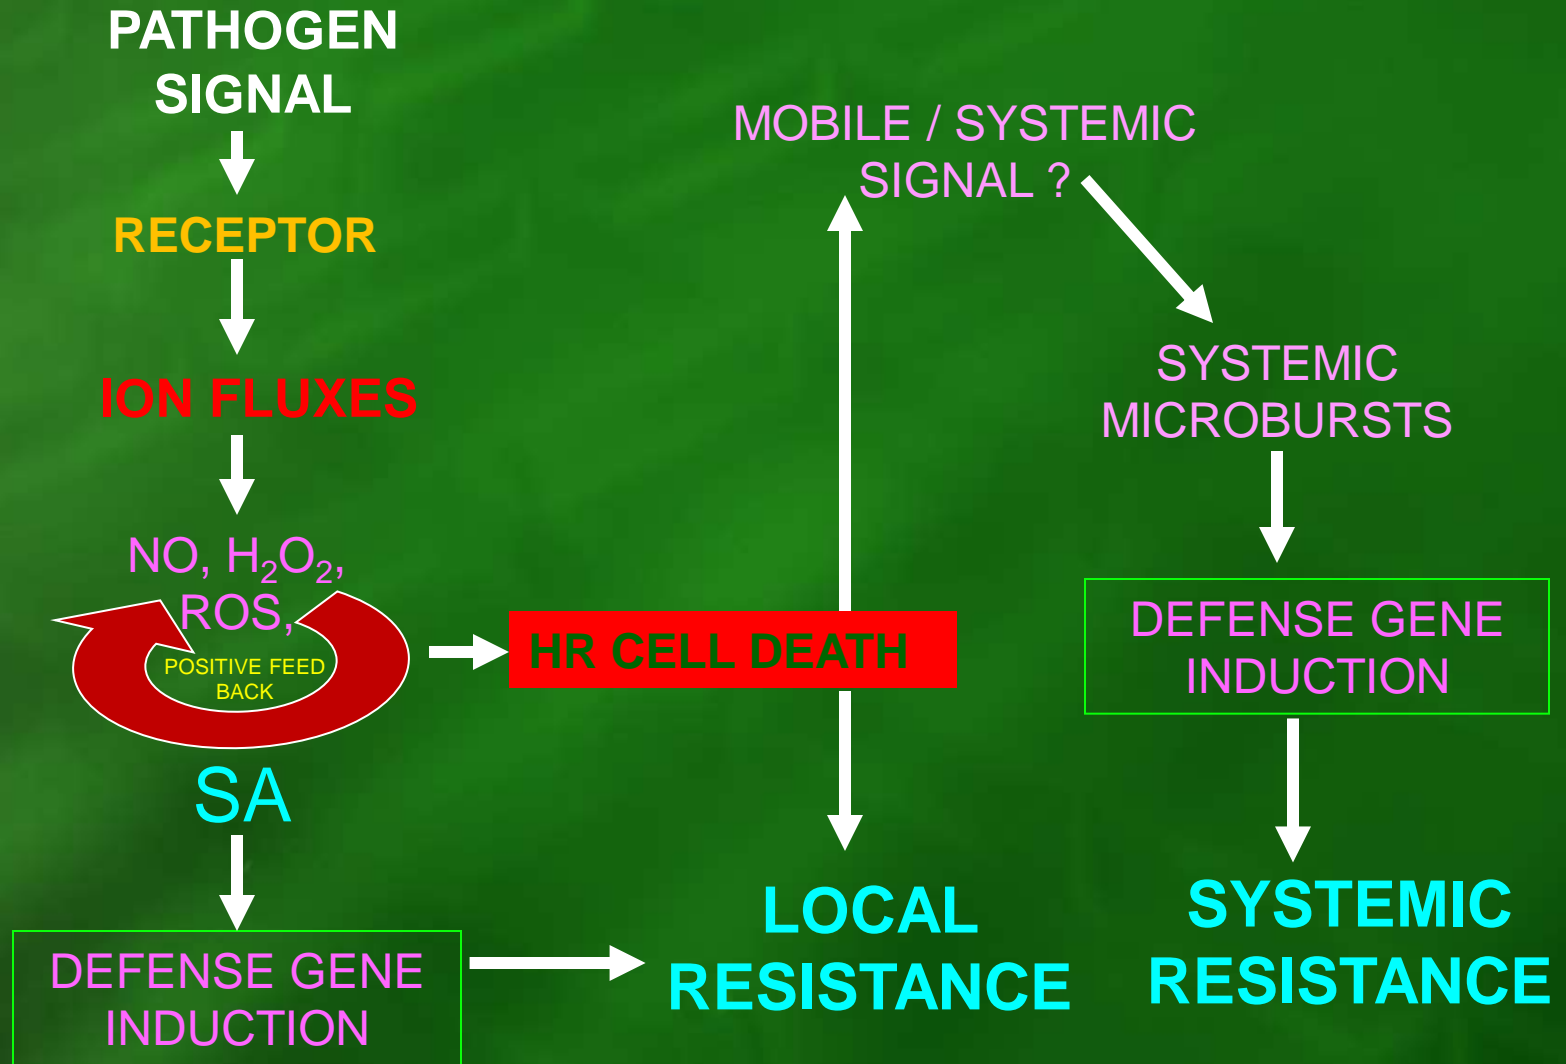 PATHOGEN
SIGNAL
RECEPTOR
ION FLUXES
NO, H₂O₂,
ROS,
POSITIVE FEED
BACK
SA
DEFENSE GENE
INDUCTION
HR CELL DEATH
MOBILE / SYSTEMIC
SIGNAL ?
LOCAL
RESISTANCE
SYSTEMIC
MICROBURSTS
DEFENSE GENE
INDUCTION
SYSTEMIC
RESISTANCE